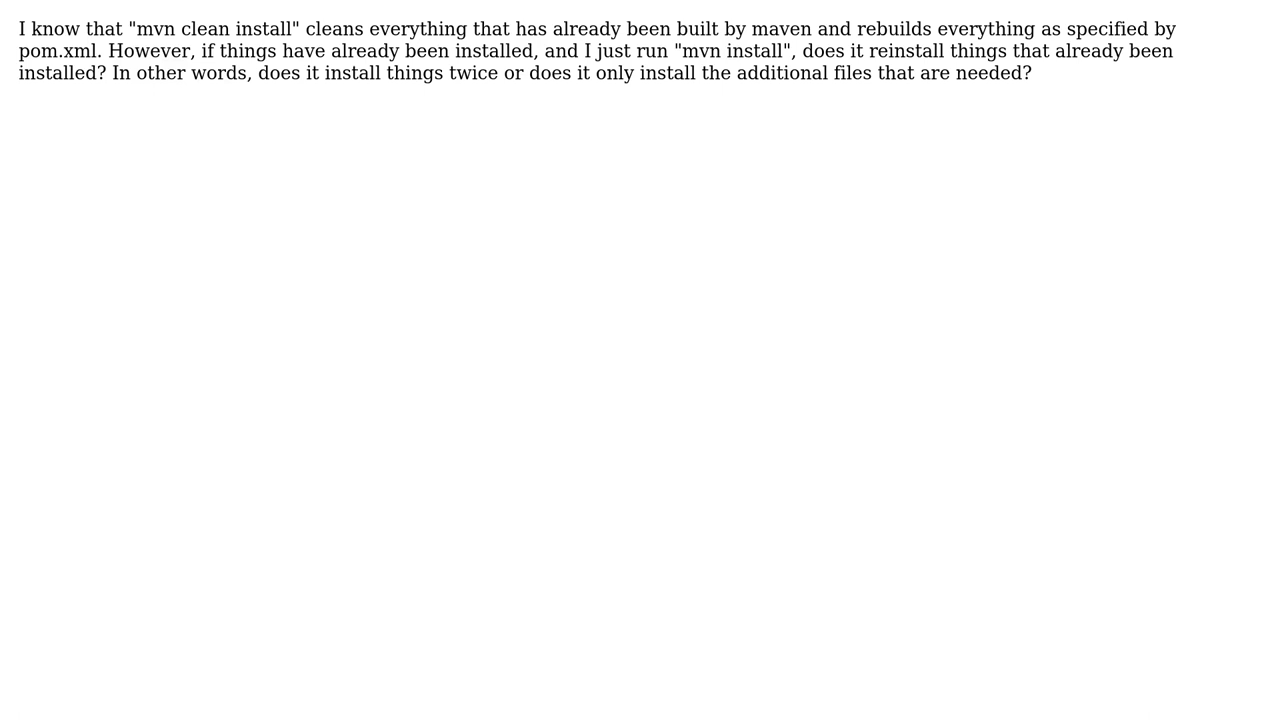 I know that "mvn clean install" cleans everything that has already been built by maven and rebuilds everything as specified by
pom.xml. However, if things have already been installed, and I just run "mvn install", does it reinstall things that already been
installed? In other words, does it install things twice or does it only install the additional files that are needed?